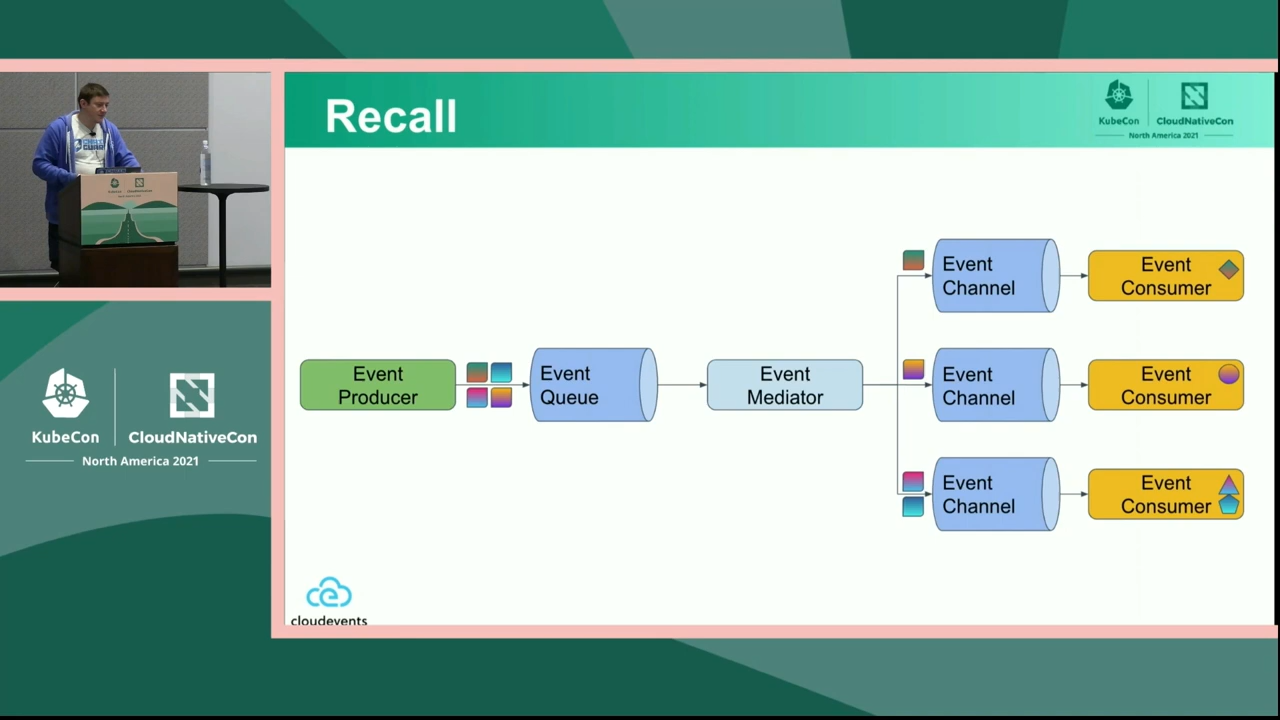 Recall
KubeCon
CloudNativeCon
North America 2021
Event
Producer
Event
Queue
Event
Mediator
Event
Channel
Event
Consumer
Event
Channel
Event
Consumer
Event
Channel
Event
Consumer
cloudevents
KubeCon
CloudNativeCon
North America 2021